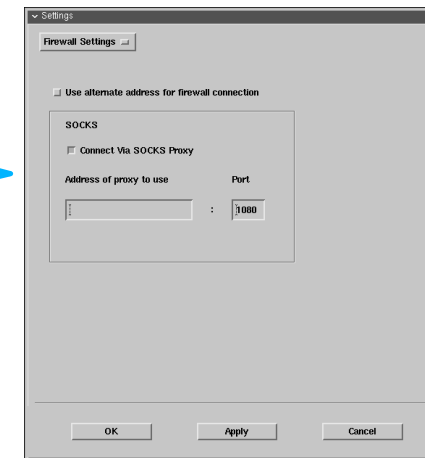 Settings
Firewall Settings
Use alternate address for firewall connection
SOCKS
Connect Via SOCKS Proxy
Address of proxy to use Port
: 1080
OK Apply Cancel